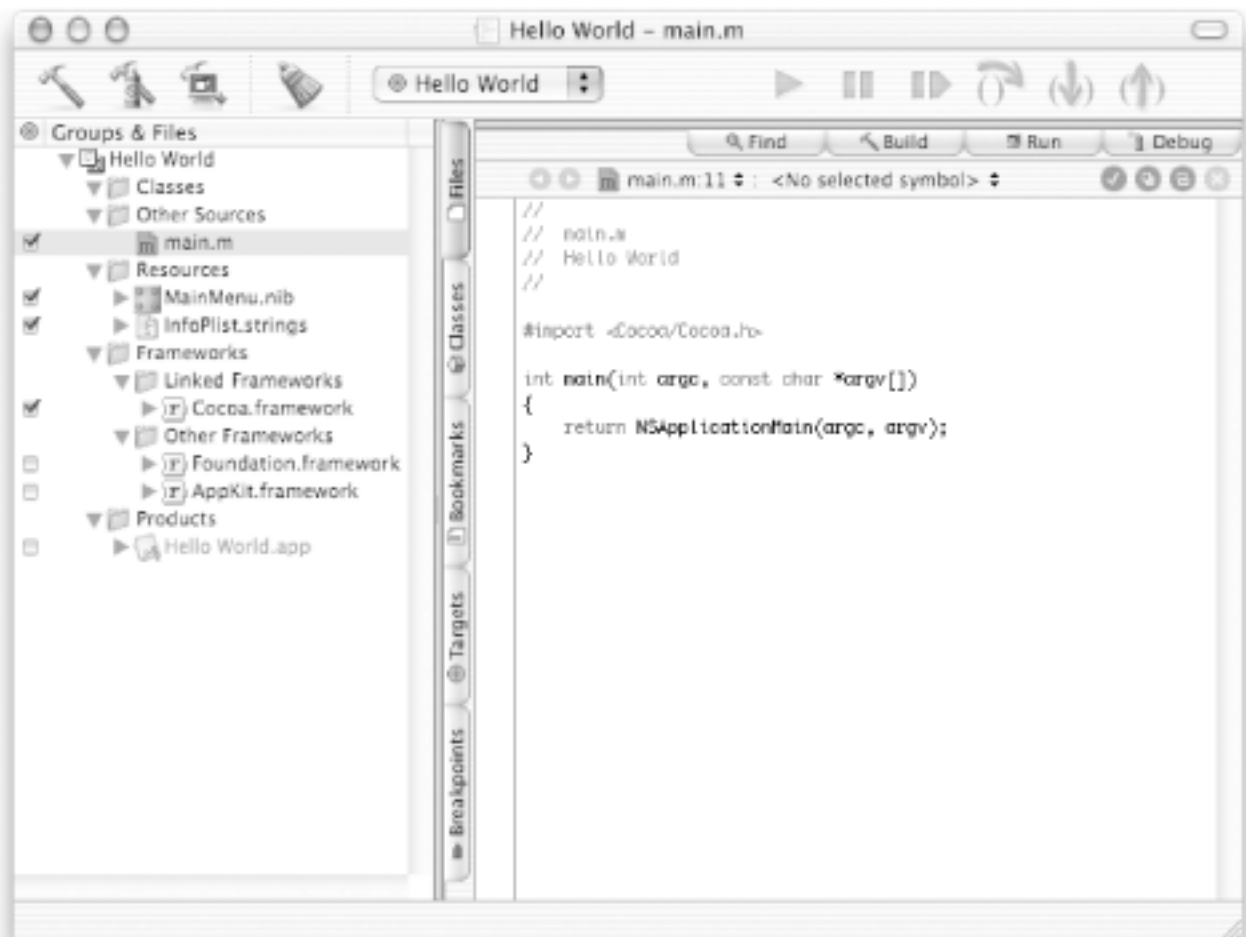 Hello World – main.m
Hello World
Groups & Files
Hello World
Classes
Other Sources
main.m
Resources
MainMenu.nib
InfoPlist.strings
Frameworks
Linked Frameworks
Cocoa.framework
Other Frameworks
Foundation.framework
AppKit.framework
Products
Hello World.app
Files
Classes
Bookmarks
Targets
Breakpoints
Find Build Run Debug
main.m:11 : <No selected symbol>
//
// main.m
// Hello World
//
#import <Cocoa/Cocoa.h>
int main(int argc, const char *argv[])
{
return NSApplicationMain(argc, argv);
}